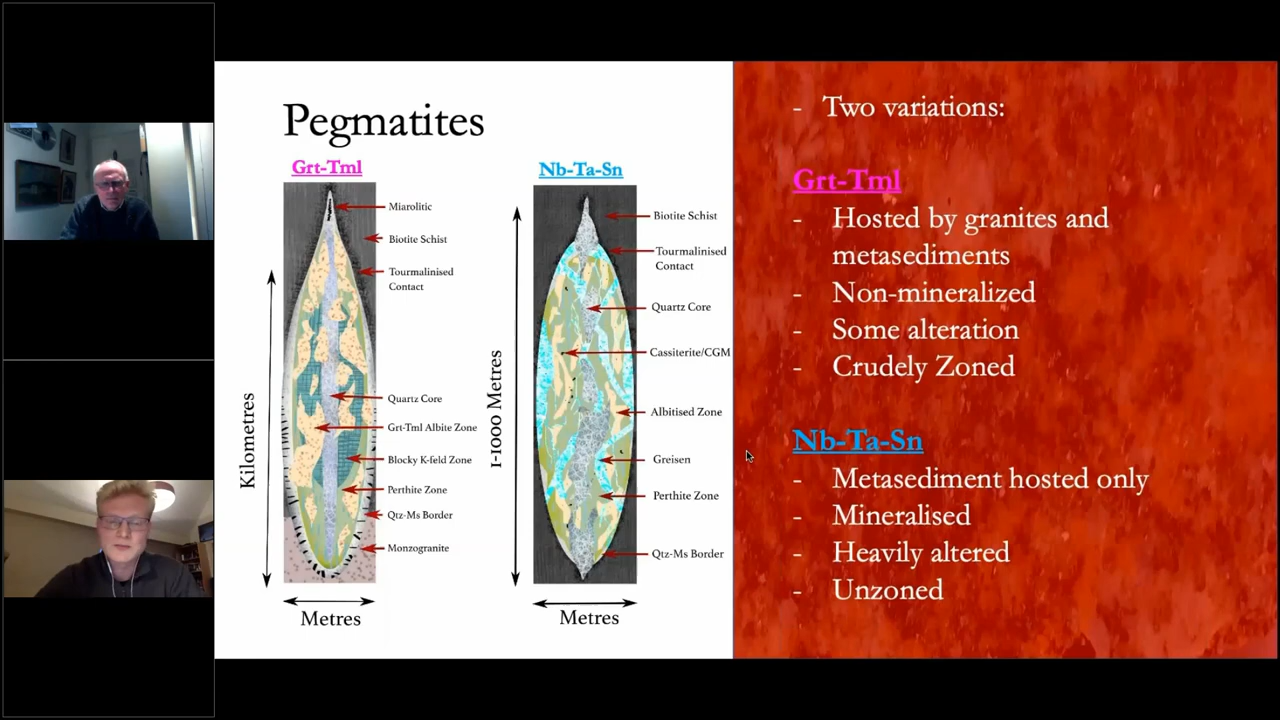 Pegmatites
Grt-Tml
Miarolitic
Biotite Schist
Tourmalinised
Contact
Quartz Core
Grt-Tml Albite Zone
Blocky K-feld Zone
Perthite Zone
Qtz-Ms Border
Monzogranite
Kilometres
Metres
Nb-Ta-Sn
Biotite Schist
Tourmalinised
Contact
Quartz Core
Cassiterite/CGM
Albitised Zone
Greisen
Perthite Zone
Qtz-Ms Border
1-1000 Metres
Metres
- Two variations:
Grt-Tml
- Hosted by granites and
metasediments
- Non-mineralized
- Some alteration
- Crudely Zoned
Nb-Ta-Sn
- Metasediment hosted only
- Mineralised
- Heavily altered
- Unzoned